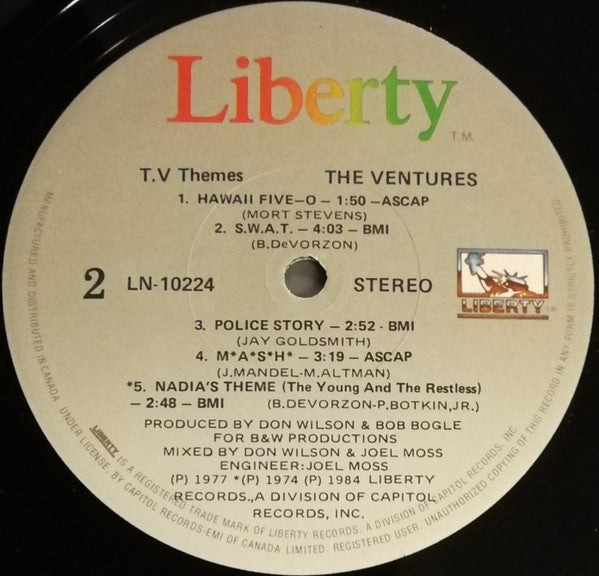 Liberty
T.M.
T.V Themes THE VENTURES
1. HAWAII FIVE–O – 1:50 –ASCAP
(MORT STEVENS)
2. S.W.A.T. – 4:03 – BMI
(B.DeVORZON)
2 LN-10224 STEREO
LIBERTY TM
3. POLICE STORY – 2:52 - BMI
(JAY GOLDSMITH)
4. M*A*S*H* – 3:19 – ASCAP
(J.MANDEL-M.ALTMAN)
*5. NADIA'S THEME (The Young And The Restless)
– 2:48 – BMI (B.DEVORZON-P.BOTKIN,JR.)
PRODUCED BY DON WILSON & BOB BOGLE
FOR B&W PRODUCTIONS
MIXED BY DON WILSON & JOEL MOSS
ENGINEER:JOEL MOSS
(P) 1977 *(P) 1974 (P) 1984 LIBERTY
RECORDS.,A DIVISION OF CAPITOL
RECORDS, INC.
MANUFACTURED AND DISTRIBUTED IN CANADA UNDER LICENSE. BY CAPITOL RECORDS-EMI OF CANADA LIMITED. REGISTERED USER. UNAUTHORIZED COPYING OF THIS RECORD IN ANY FORM IS STRICTLY PROHIBITED.
LIBERTY IS A REGISTERED TRADE MARK OF LIBERTY RECORDS. A DIVISION OF CAPITOL RECORDS, INC